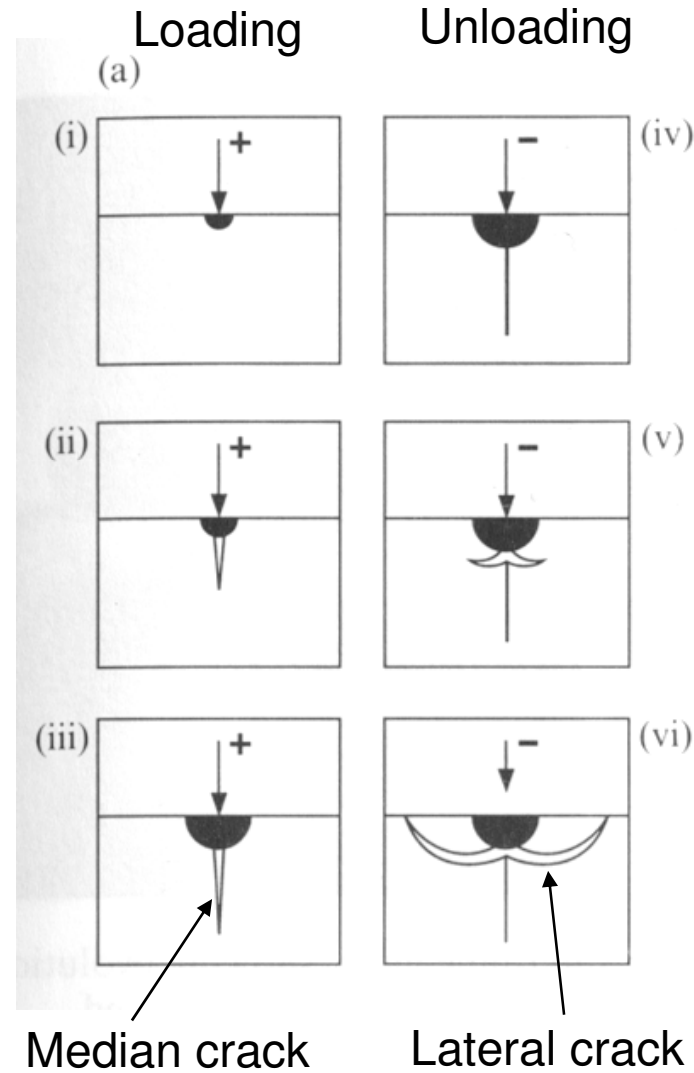 Loading Unloading
(a)
(i) + - (iv)
(ii) + - (v)
(iii) + - (vi)
Median crack Lateral crack